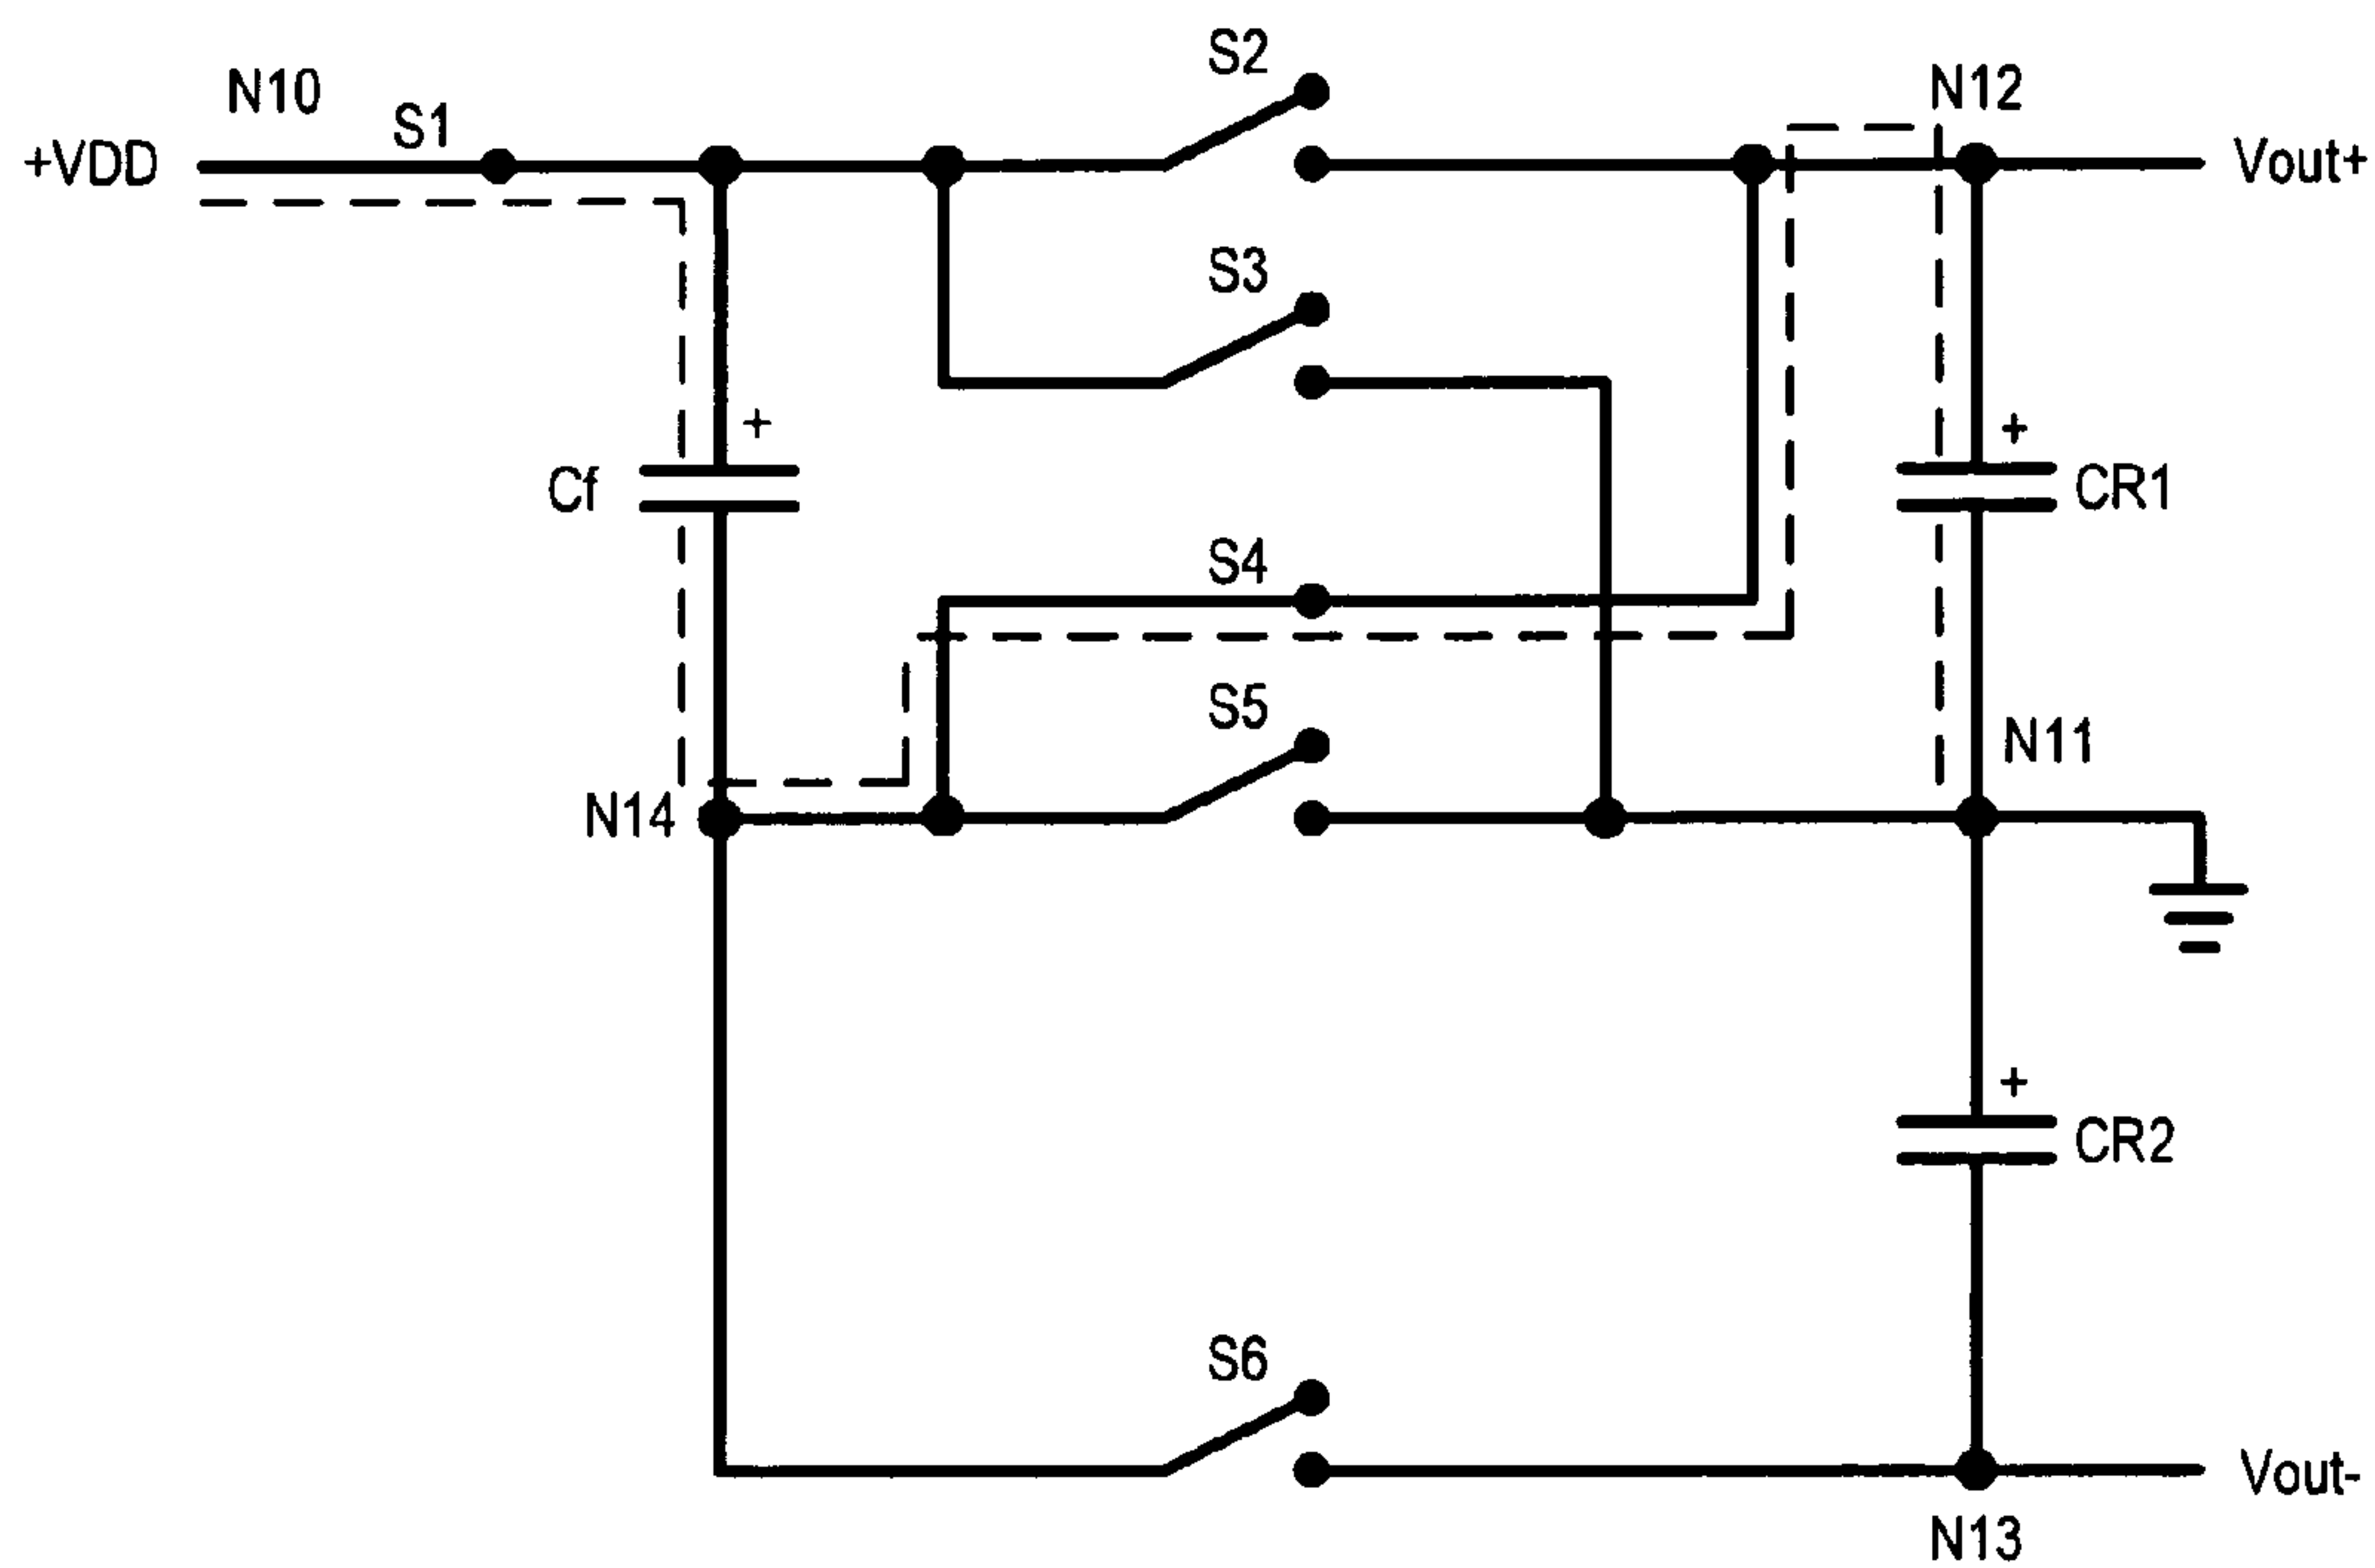 S2
N10
N12
S1
+VDD
Vout+
S3
+
+
Cf
CR1
S4
S5
N11
N14
+
CR2
S6
Vout-
N13